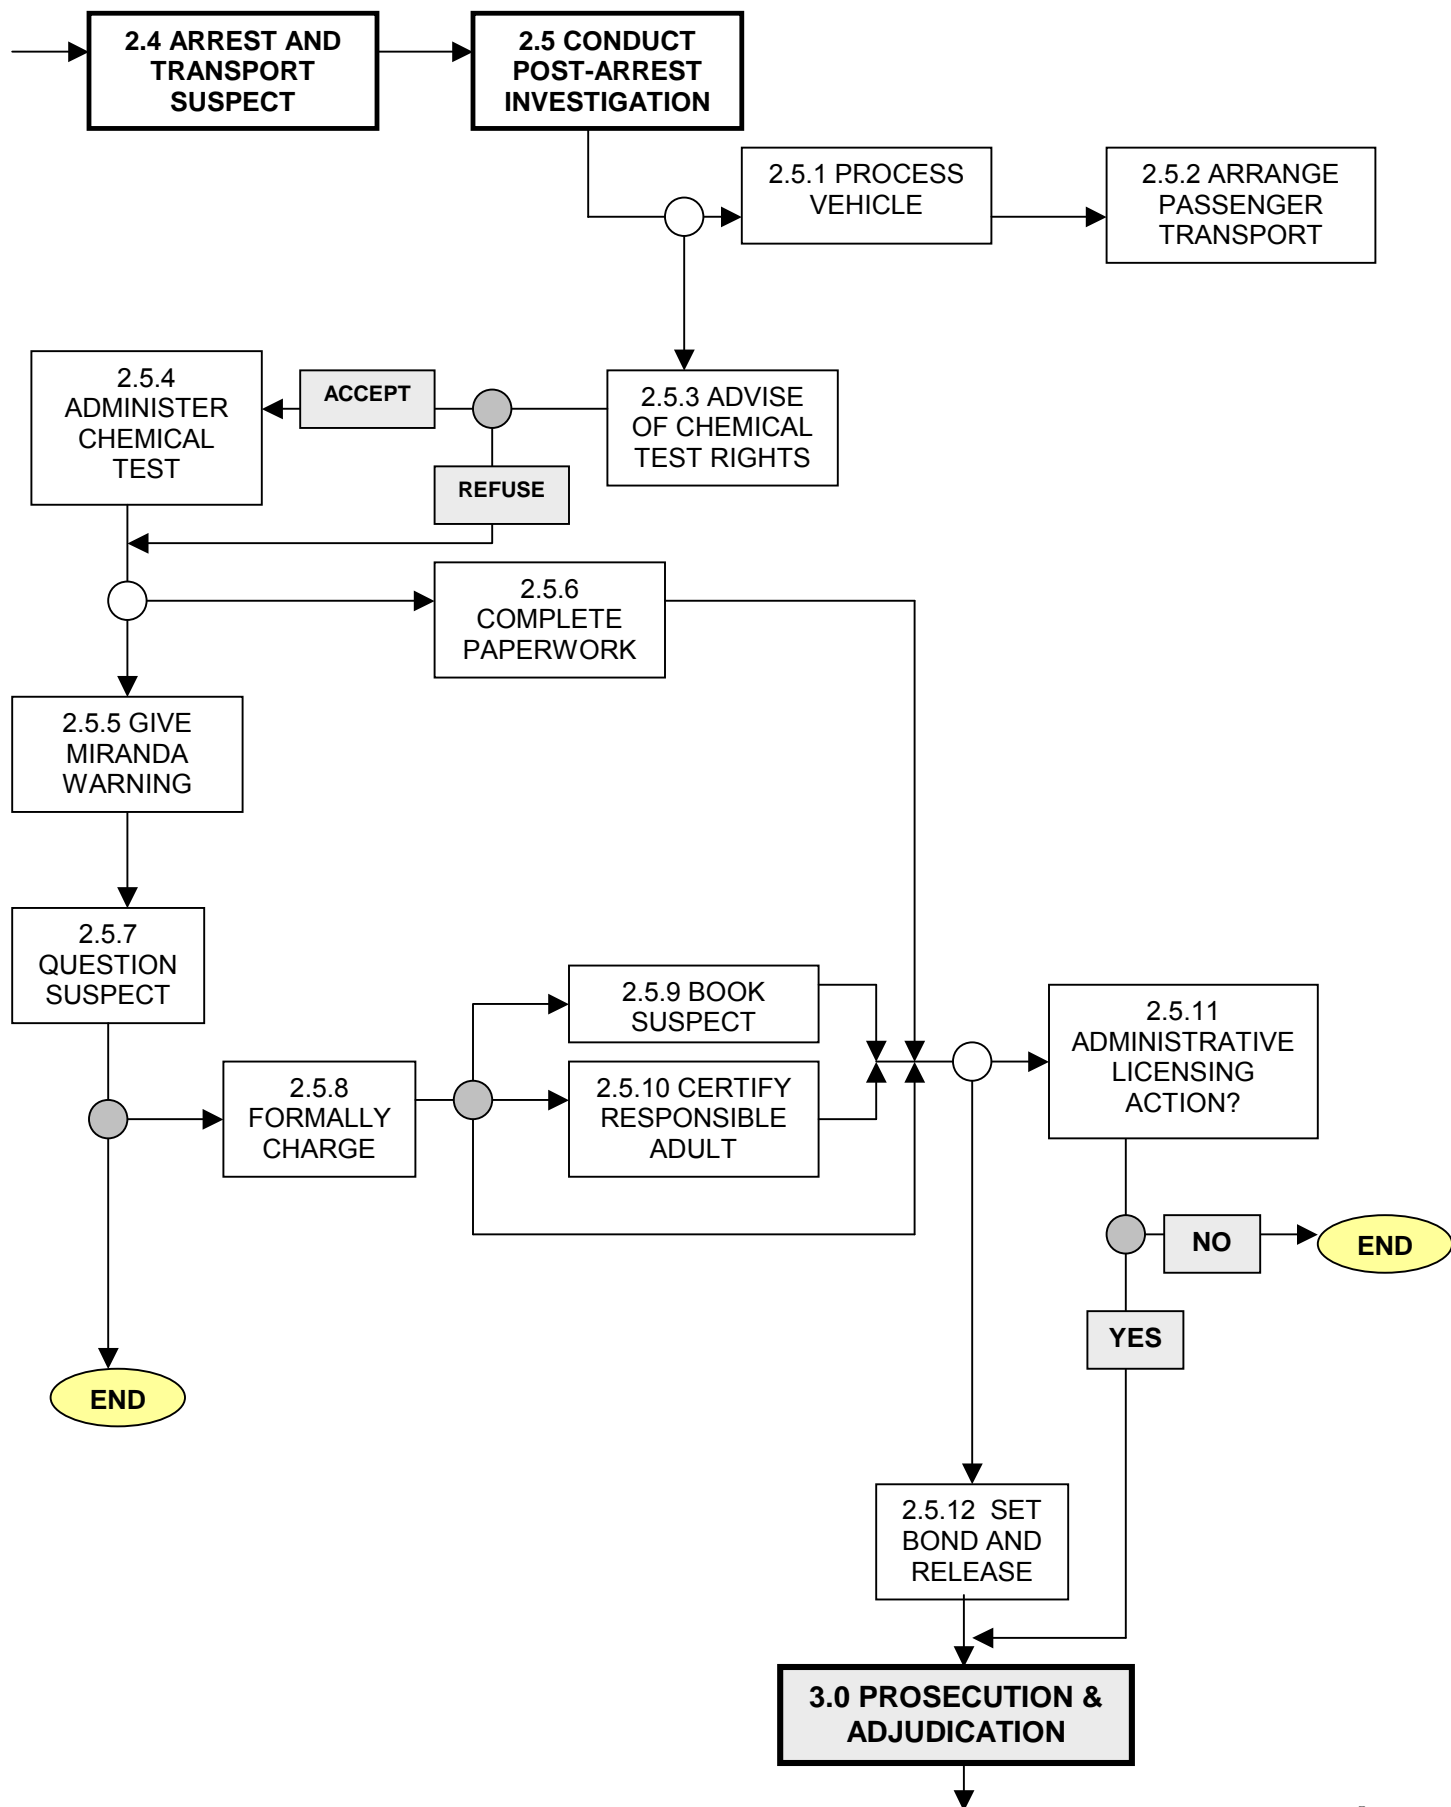 2.4 ARREST AND
TRANSPORT
SUSPECT
2.5 CONDUCT
POST-ARREST
INVESTIGATION
2.5.1 PROCESS
VEHICLE
2.5.2 ARRANGE
PASSENGER
TRANSPORT
2.5.4
ADMINISTER
CHEMICAL
TEST
ACCEPT
2.5.3 ADVISE
OF CHEMICAL
TEST RIGHTS
REFUSE
2.5.6
COMPLETE
PAPERWORK
2.5.5 GIVE
MIRANDA
WARNING
2.5.7
QUESTION
SUSPECT
2.5.9 BOOK
SUSPECT
2.5.11
ADMINISTRATIVE
LICENSING
ACTION?
2.5.8
FORMALLY
CHARGE
2.5.10 CERTIFY
RESPONSIBLE
ADULT
NO
END
YES
END
2.5.12  SET
BOND AND
RELEASE
3.0 PROSECUTION &
ADJUDICATION